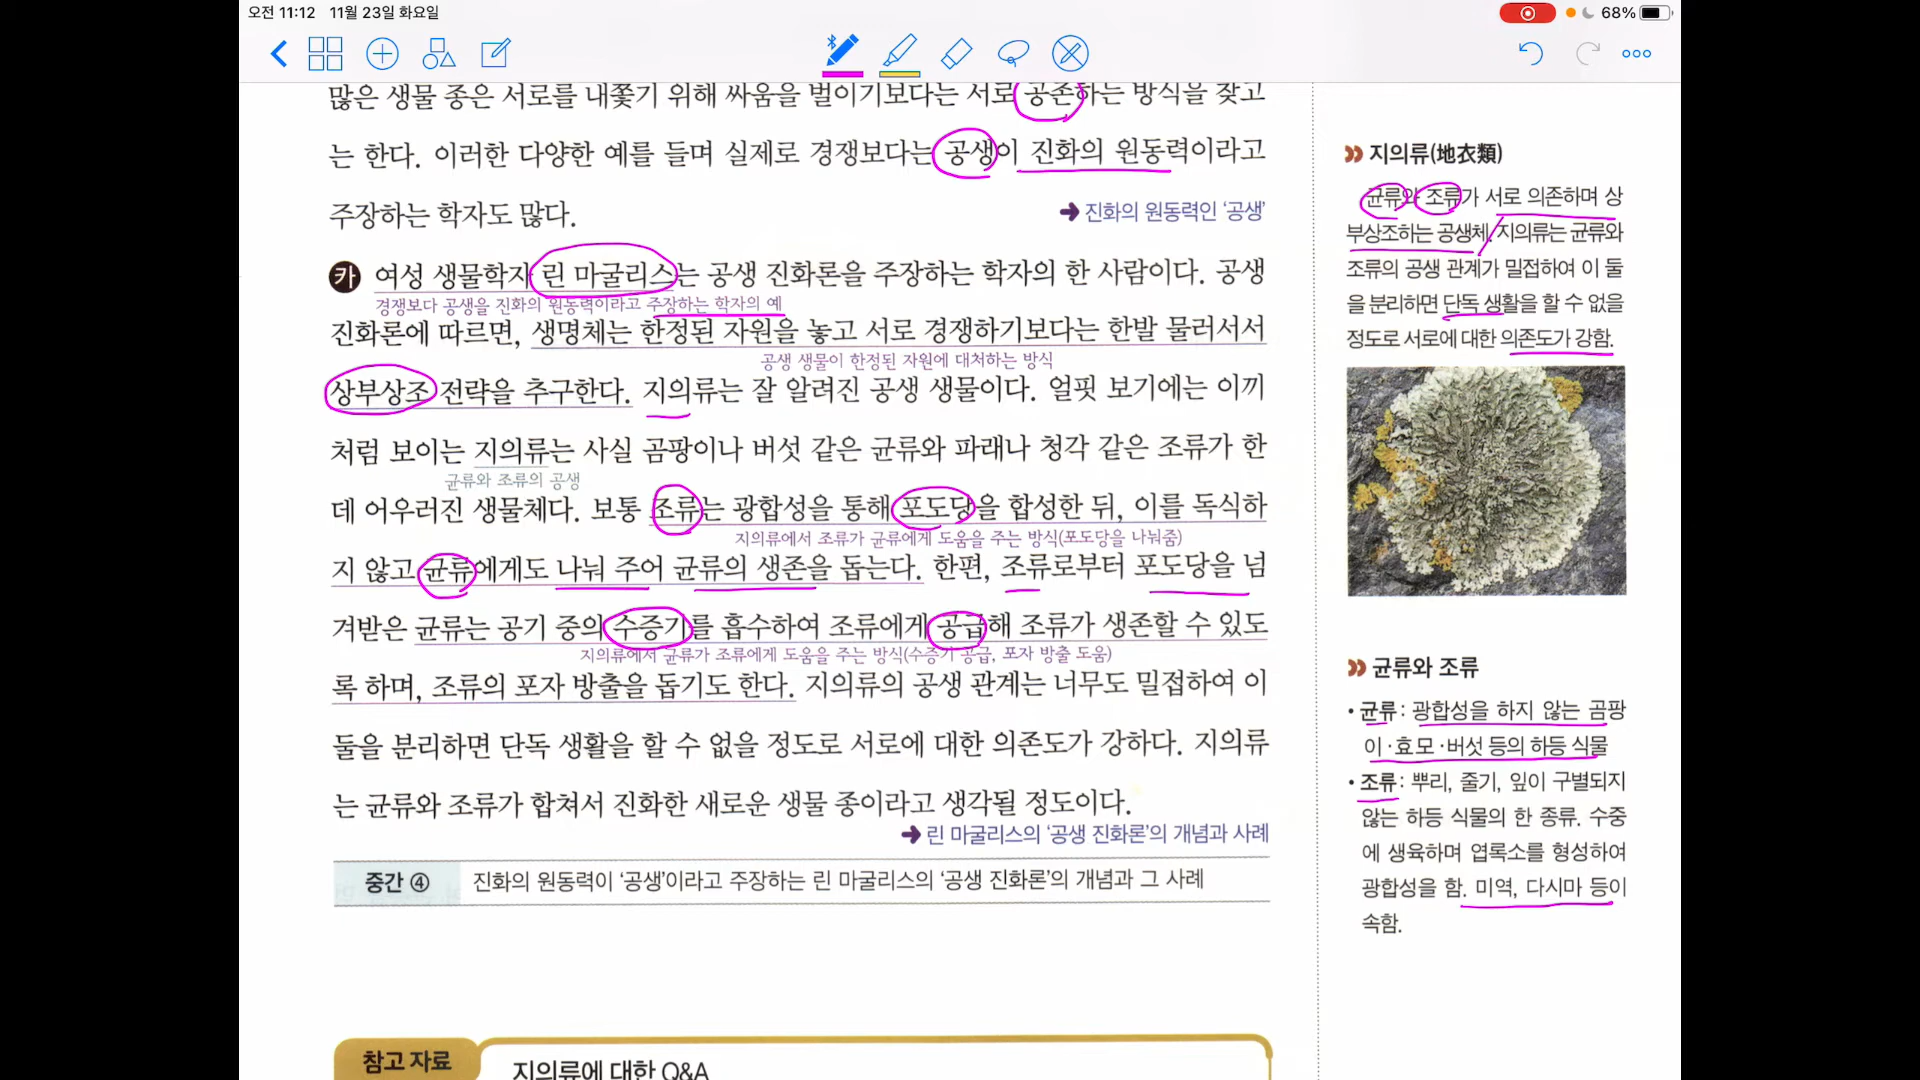 오전 11:12 11월 23일 화요일
68%
많은 생물 종은 서로를 내쫓기 위해 싸움을 벌이기보다는 서로 공존하는 방식을 찾고
는 한다. 이러한 다양한 예를 들며 실제로 경쟁보다는 공생이 진화의 원동력이라고
주장하는 학자도 많다.
➜ 진화의 원동력인 ‘공생’
카 여성 생물학자 린 마굴리스는 공생 진화론을 주장하는 학자의 한 사람이다. 공생
경쟁보다 공생을 진화의 원동력이라고 주장하는 학자의 예
진화론에 따르면, 생명체는 한정된 자원을 놓고 서로 경쟁하기보다는 한발 물러서서
공생 생물이 한정된 자원에 대처하는 방식
상부상조 전략을 추구한다. 지의류는 잘 알려진 공생 생물이다. 얼핏 보기에는 이끼
처럼 보이는 지의류는 사실 곰팡이나 버섯 같은 균류와 파래나 청각 같은 조류가 한
균류와 조류의 공생
데 어우러진 생물체다. 보통 조류는 광합성을 통해 포도당을 합성한 뒤, 이를 독식하
지의류에서 조류가 균류에게 도움을 주는 방식(포도당을 나눠줌)
지 않고 균류에게도 나눠 주어 균류의 생존을 돕는다. 한편, 조류로부터 포도당을 넘
겨받은 균류는 공기 중의 수증기를 흡수하여 조류에게 공급해 조류가 생존할 수 있도
지의류에서 균류가 조류에게 도움을 주는 방식(수증기 공급, 포자 방출 도움)
록 하며, 조류의 포자 방출을 돕기도 한다. 지의류의 공생 관계는 너무도 밀접하여 이
둘을 분리하면 단독 생활을 할 수 없을 정도로 서로에 대한 의존도가 강하다. 지의류
는 균류와 조류가 합쳐서 진화한 새로운 생물 종이라고 생각될 정도이다.
➜ 린 마굴리스의 ‘공생 진화론’의 개념과 사례
중간 ④ 진화의 원동력이 ‘공생’이라고 주장하는 린 마굴리스의 ‘공생 진화론’의 개념과 그 사례
참고 자료 지의류에 대한 Q&A
지의류(地衣類)
균류와 조류가 서로 의존하며 상
부상조하는 공생체. 지의류는 균류와
조류의 공생 관계가 밀접하여 이 둘
을 분리하면 단독 생활을 할 수 없을
정도로 서로에 대한 의존도가 강함.
균류와 조류
• 균류 : 광합성을 하지 않는 곰팡
이·효모·버섯 등의 하등 식물
• 조류 : 뿌리, 줄기, 잎이 구별되지
않는 하등 식물의 한 종류. 수중
에 생육하며 엽록소를 형성하여
광합성을 함. 미역, 다시마 등이
속함.